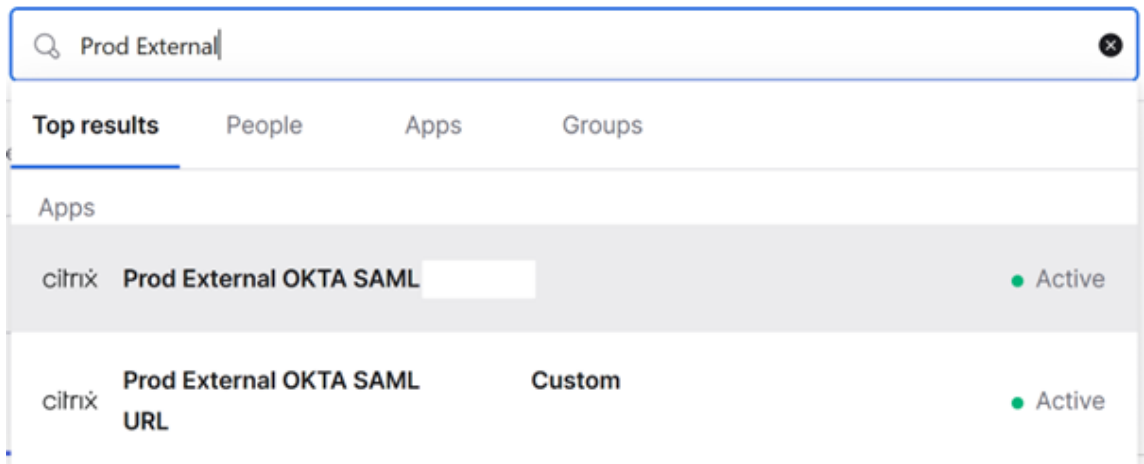 Prod External
Top results People Apps Groups
Apps
citrix Prod External OKTA SAML Active
Prod External OKTA SAML Custom
citrix URL Active